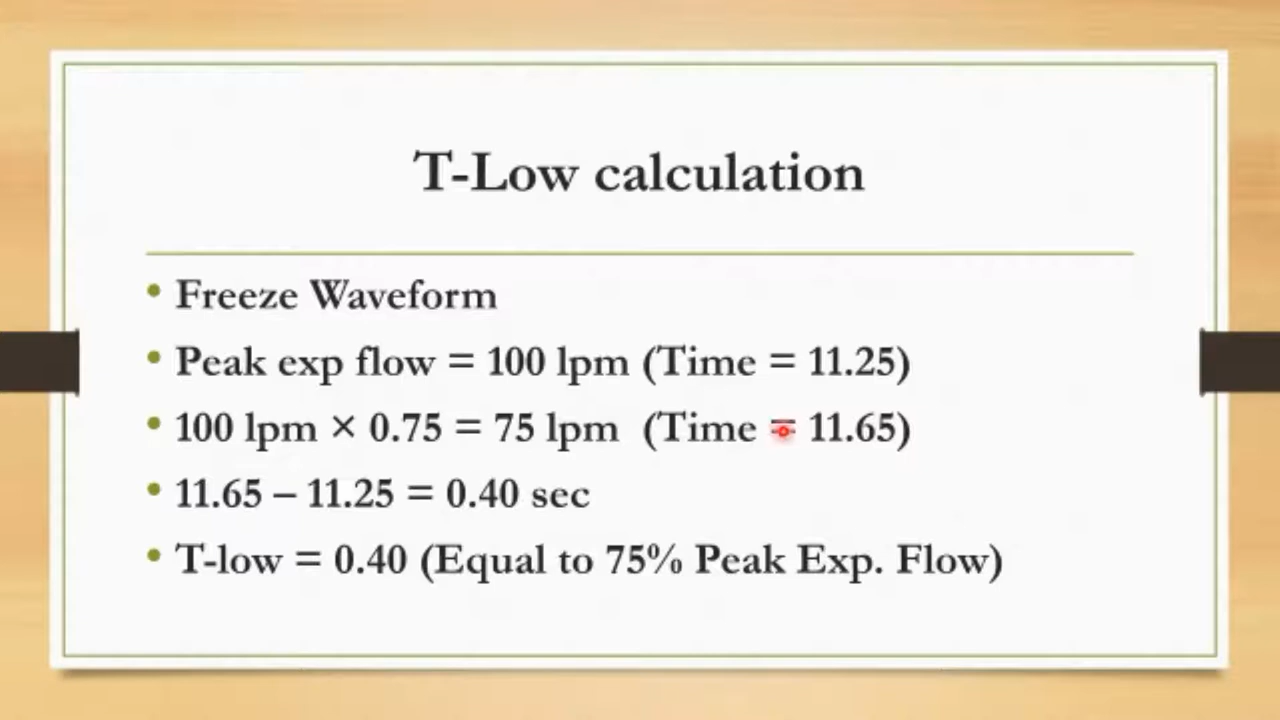 T-Low calculation
• Freeze Waveform
• Peak exp flow = 100 lpm (Time = 11.25)
• 100 lpm × 0.75 = 75 lpm (Time = 11.65)
• 11.65 – 11.25 = 0.40 sec
• T-low = 0.40 (Equal to 75% Peak Exp. Flow)